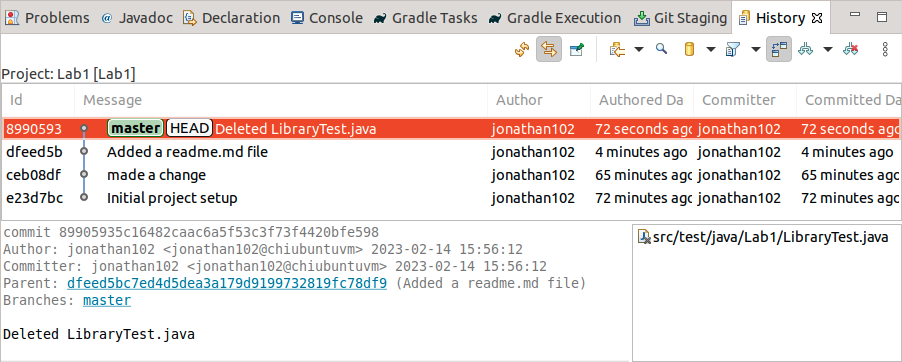 Problems @ Javadoc Declaration Console Gradle Tasks Gradle Execution Git Staging History
Project: Lab1 [Lab1]
Id Message Author Authored Da Committer Committed Da
8990593 master HEAD Deleted LibraryTest.java jonathan102 72 seconds agc jonathan102 72 seconds agc
dfeed5b Added a readme.md file jonathan102 4 minutes ago jonathan102 4 minutes ago
ceb08df made a change jonathan102 65 minutes ago jonathan102 65 minutes ago
e23d7bc Initial project setup jonathan102 72 minutes ago jonathan102 72 minutes ago
commit 89905935c16482caac6a5f53c3f73f4420bfe598
Author: jonathan102 <jonathan102@chiubuntuvm> 2023-02-14 15:56:12
Committer: jonathan102 <jonathan102@chiubuntuvm> 2023-02-14 15:56:12
Parent: dfeed5bc7ed4d5dea3a179d9199732819fc78df9 (Added a readme.md file)
Branches: master
Deleted LibraryTest.java
src/test/java/Lab1/LibraryTest.java